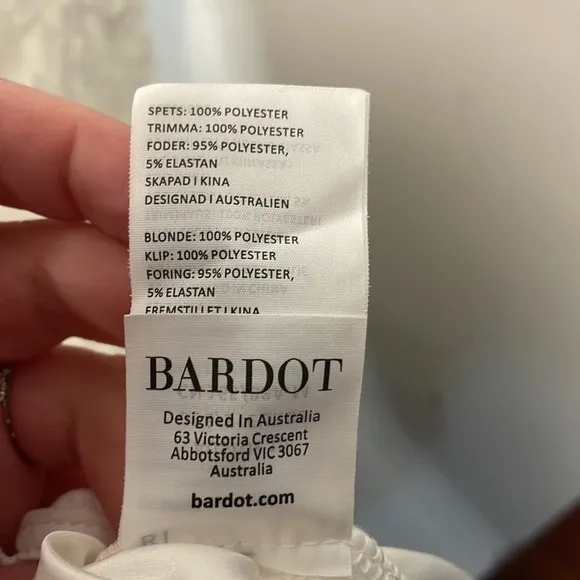 SPETS: 100% POLYESTER
TRIMMA: 100% POLYESTER
FODER: 95% POLYESTER,
5% ELASTAN
SKAPAD I KINA
DESIGNAD I AUSTRALIEN
BLONDE: 100% POLYESTER
KLIP: 100% POLYESTER
FORING: 95% POLYESTER,
5% ELASTAN
FREMSTILLET I KINA
BARDOT
Designed In Australia
63 Victoria Crescent
Abbotsford VIC 3067
Australia
bardot.com